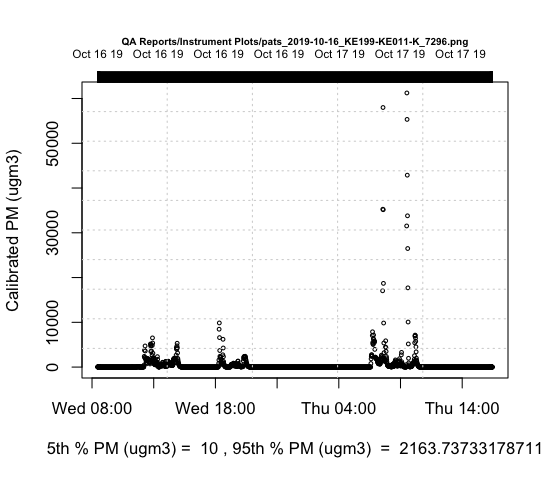 QA Reports/Instrument Plots/pats_2019-10-16_KE199-KE011-K_7296.png
Oct 16 19 Oct 16 19 Oct 16 19 Oct 16 19 Oct 17 19 Oct 17 19 Oct 17 19
Calibrated PM (ugm3)
50000
30000
10000
0
Wed 08:00 Wed 18:00 Thu 04:00 Thu 14:00
5th % PM (ugm3) = 10 , 95th % PM (ugm3) = 2163.73733178711